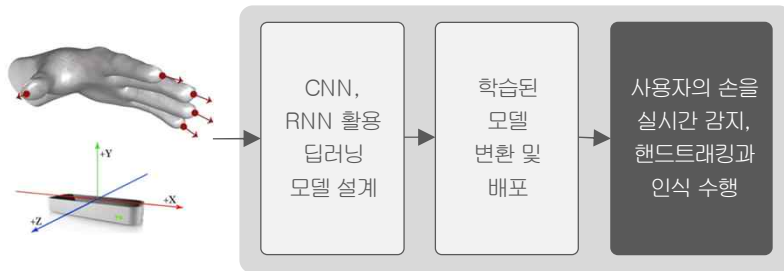 +Y
+X
+Z
CNN,
RNN 활용
딥러닝
모델 설계
학습된
모델
변환 및
배포
사용자의 손을
실시간 감지,
핸드트래킹과
인식 수행